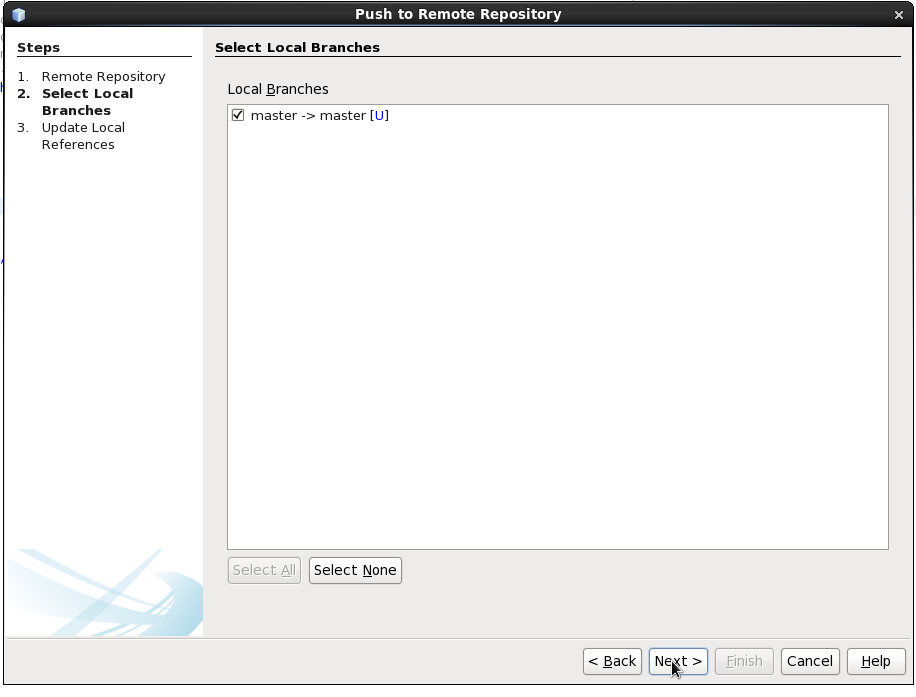 Push to Remote Repository
Steps
1. Remote Repository
2. Select Local
Branches
3. Update Local
References
Select Local Branches
Local Branches
master -> master [U]
Select All
Select None
< Back
Next >
Finish
Cancel
Help